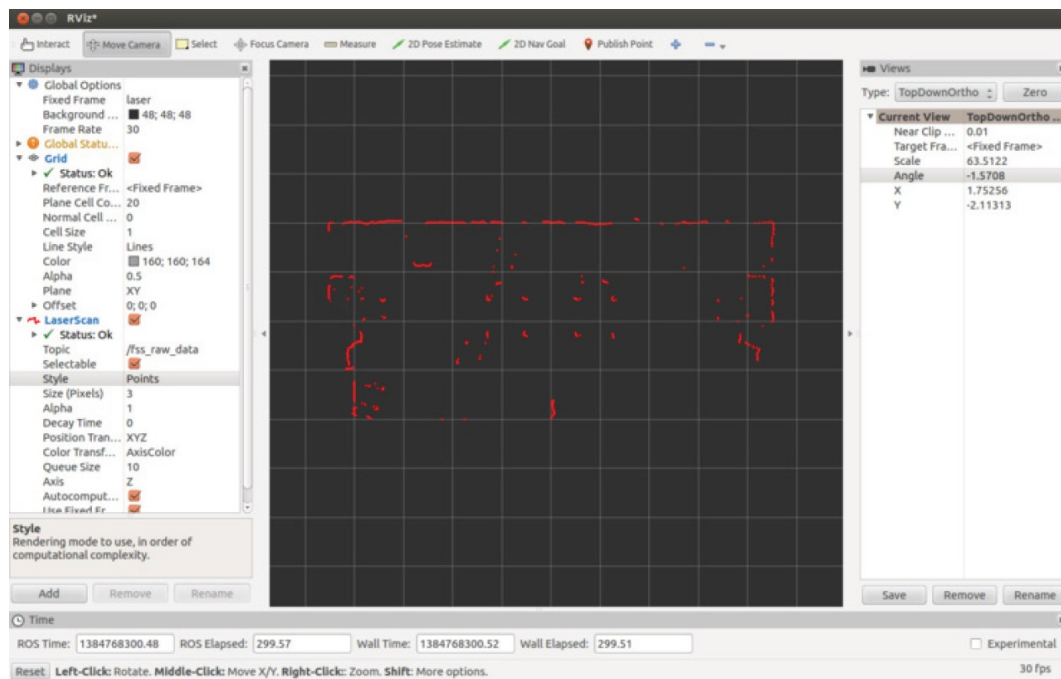 RViz*
Interact Move Camera Select Focus Camera Measure 2D Pose Estimate 2D Nav Goal Publish Point
Displays
Global Options
Fixed Frame laser
Background ... 48; 48; 48
Frame Rate 30
Global Statu...
Grid
Status: Ok
Reference Fr... <Fixed Frame>
Plane Cell Co... 20
Normal Cell ... 0
Cell Size 1
Line Style Lines
Color 160; 160; 164
Alpha 0.5
Plane XY
Offset 0; 0; 0
LaserScan
Status: Ok
Topic /fss_raw_data
Selectable
Style Points
Size (Pixels) 3
Alpha 1
Decay Time 0
Position Tran... XYZ
Color Transf... AxisColor
Queue Size 10
Axis Z
Autocomput...
Use Fixed Fr...
Style
Rendering mode to use, in order of
computational complexity.
Add Remove Rename
Views
Type: TopDownOrtho Zero
Current View TopDownOrtho ...
Near Clip ... 0.01
Target Fra... <Fixed Frame>
Scale 63.5122
Angle -1.5708
X 1.75256
Y -2.11313
Save Remove Rename
Time
ROS Time: 1384768300.48 ROS Elapsed: 299.57 Wall Time: 1384768300.52 Wall Elapsed: 299.51 Experimental
Reset Left-Click: Rotate. Middle-Click: Move X/Y. Right-Click:: Zoom. Shift: More options. 30 fps